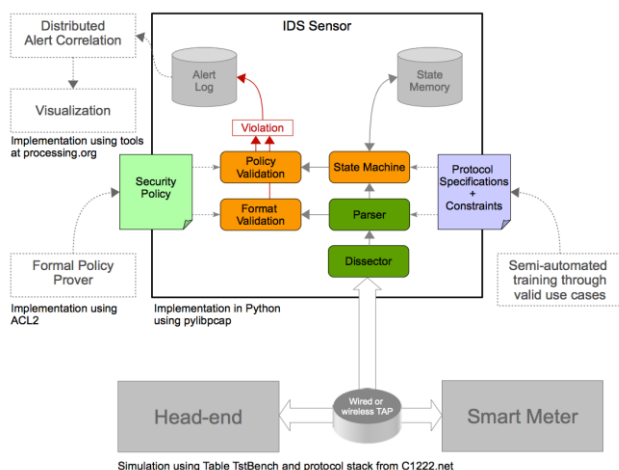 IDS Sensor
Distributed
Alert Correlation
Visualization
Implementation using tools
at processing.org
Alert
Log
State
Memory
Violation
Policy
Validation
State Machine
Security
Policy
Protocol
Specifications
+
Constraints
Format
Validation
Parser
Dissector
Formal Policy
Prover
Implementation using
ACL2
Implementation in Python
using pylibpcap
Semi-automated
training through
valid use cases
Head-end
Wired or
wireless TAP
Smart Meter
Simulation using Table TstBench and protocol stack from C1222.net